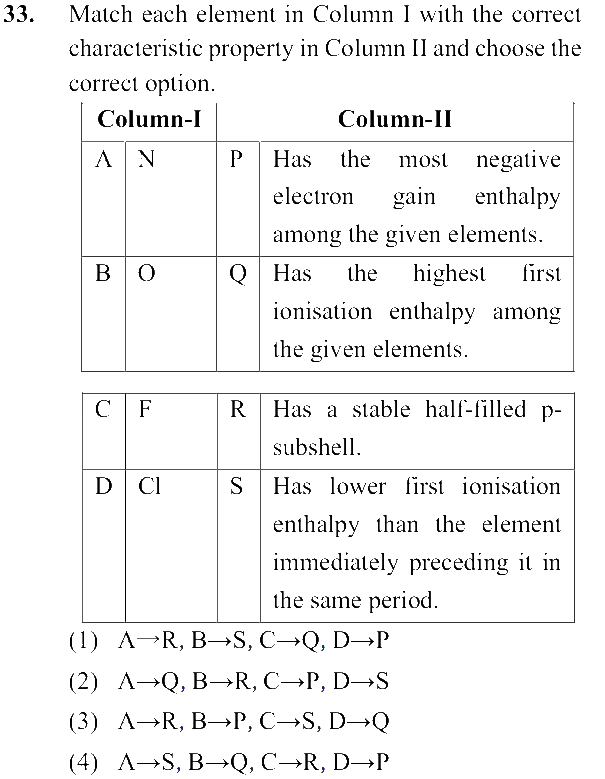 33. Match each element in Column I with the correct
characteristic property in Column II and choose the
correct option.
Column-I Column-II
A N P Has the most negative
electron gain enthalpy
among the given elements.
B O Q Has the highest first
ionisation enthalpy among
the given elements.
C F R Has a stable half-filled p-
subshell.
D Cl S Has lower first ionisation
enthalpy than the element
immediately preceding it in
the same period.
(1) A→R, B→S, C→Q, D→P
(2) A→Q, B→R, C→P, D→S
(3) A→R, B→P, C→S, D→Q
(4) A→S, B→Q, C→R, D→P